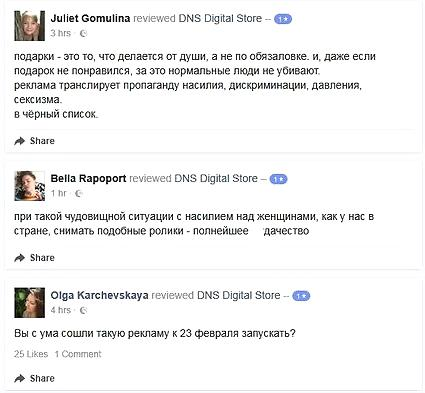 Juliet Gomulina reviewed DNS Digital Store – 1★
3 hrs ·
подарки - это то, что делается от души, а не по обязаловке. и, даже если
подарок не понравился, за это нормальные люди не убивают.
реклама транслирует пропаганду насилия, дискриминации, давления,
сексизма.
в чёрный список.
Share
Bella Rapoport reviewed DNS Digital Store – 1★
1 hr ·
при такой чудовищной ситуации с насилием над женщинами, как у нас в
стране, снимать подобные ролики - полнейшее дачество
Share
Olga Karchevskaya reviewed DNS Digital Store – 1★
4 hrs ·
Вы с ума сошли такую рекламу к 23 февраля запускать?
25 Likes 1 Comment
Share